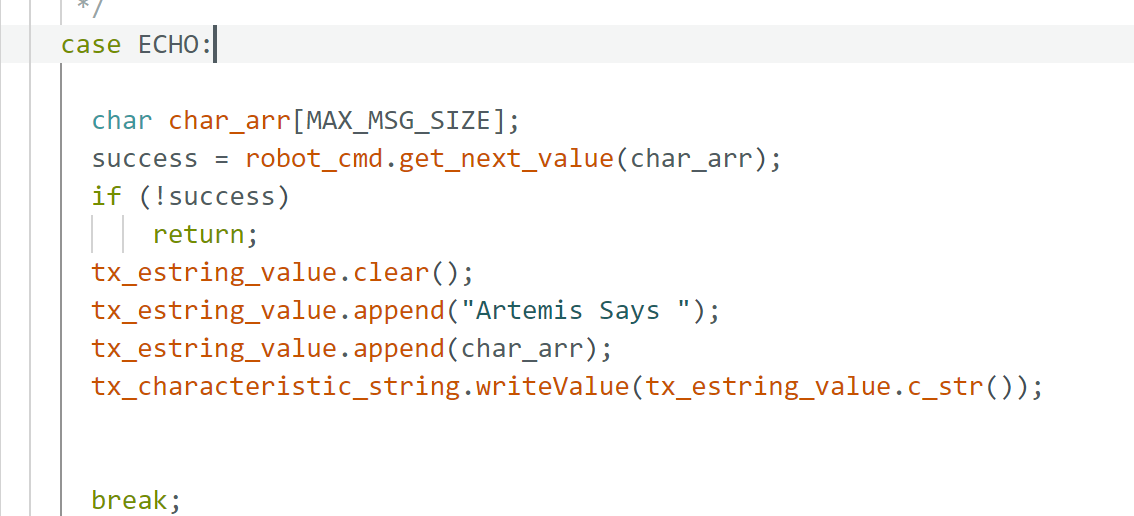 */
case ECHO:
char char_arr[MAX_MSG_SIZE];
success = robot_cmd.get_next_value(char_arr);
if (!success)
return;
tx_estring_value.clear();
tx_estring_value.append("Artemis Says ");
tx_estring_value.append(char_arr);
tx_characteristic_string.writeValue(tx_estring_value.c_str());
break;